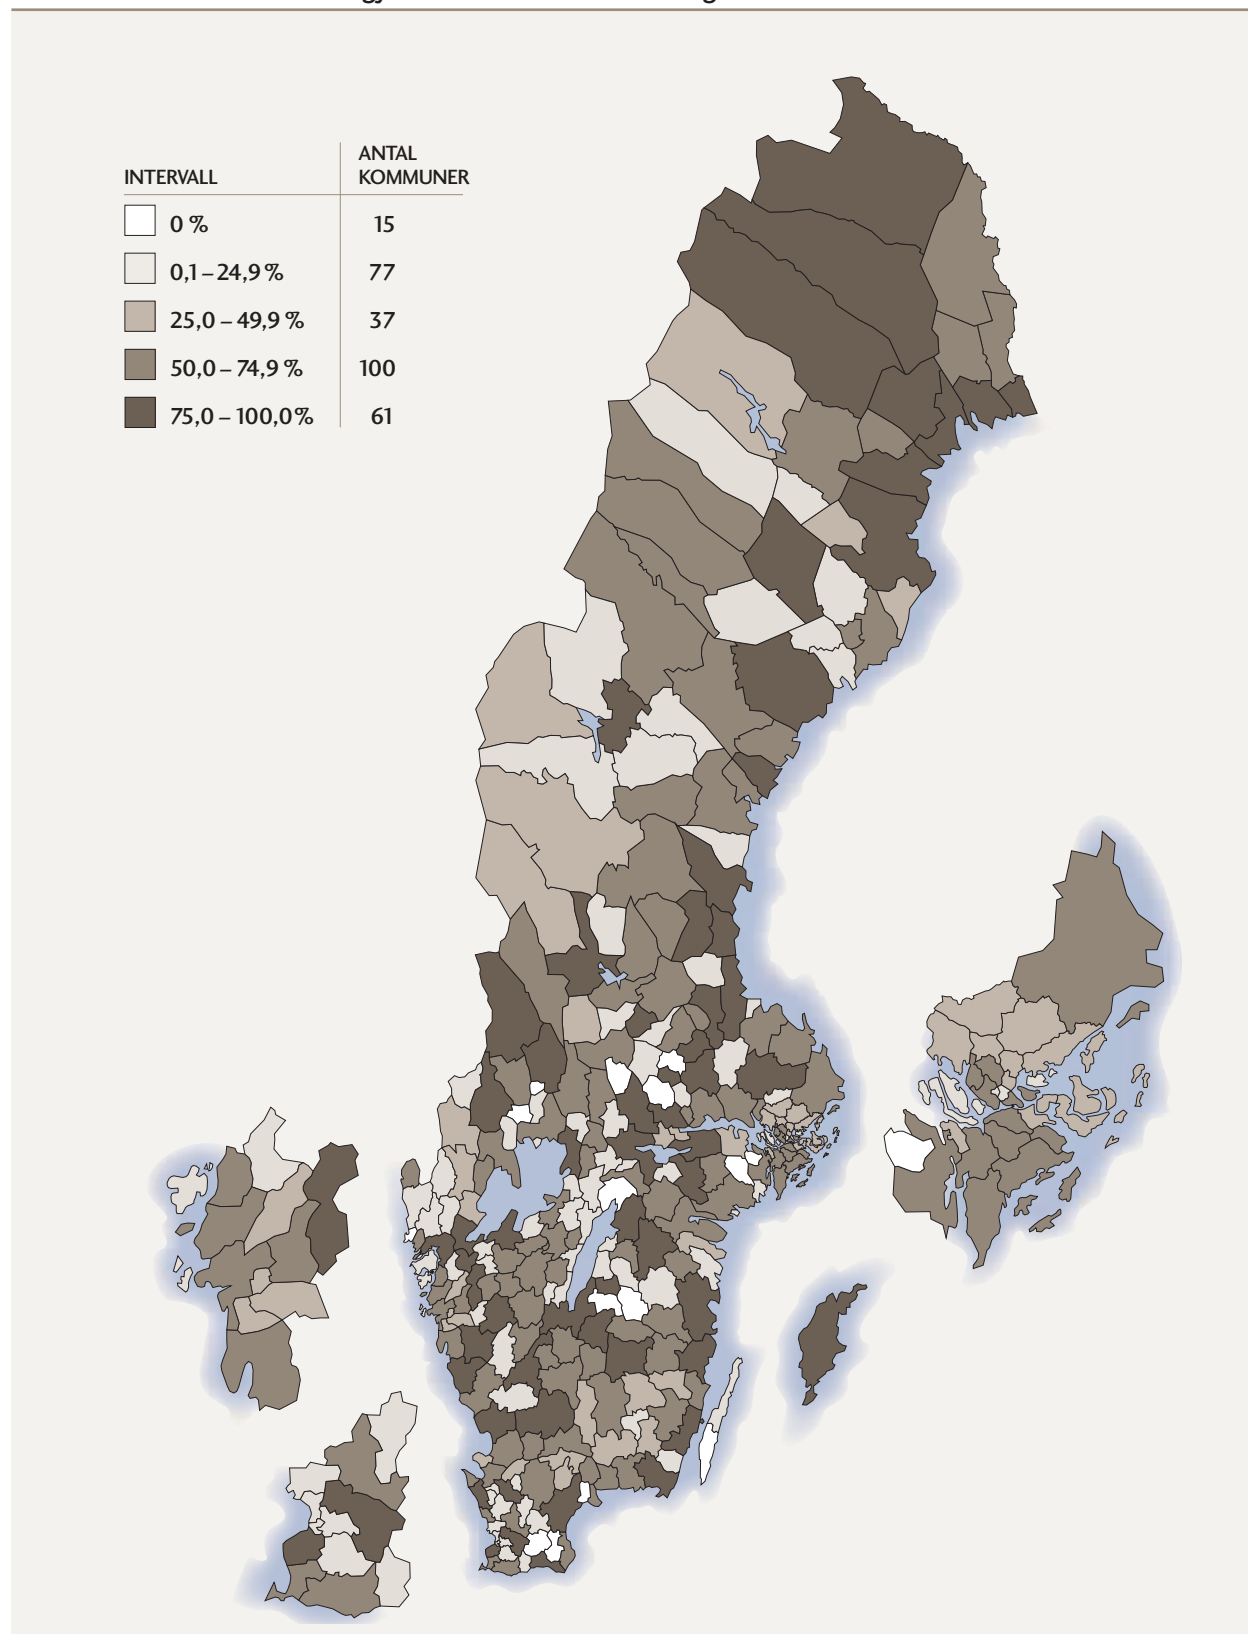 INTERVALL
ANTAL
KOMMUNER
0 % 15
0,1 – 24,9 % 77
25,0 – 49,9 % 37
50,0 – 74,9 % 100
75,0 – 100,0 % 61